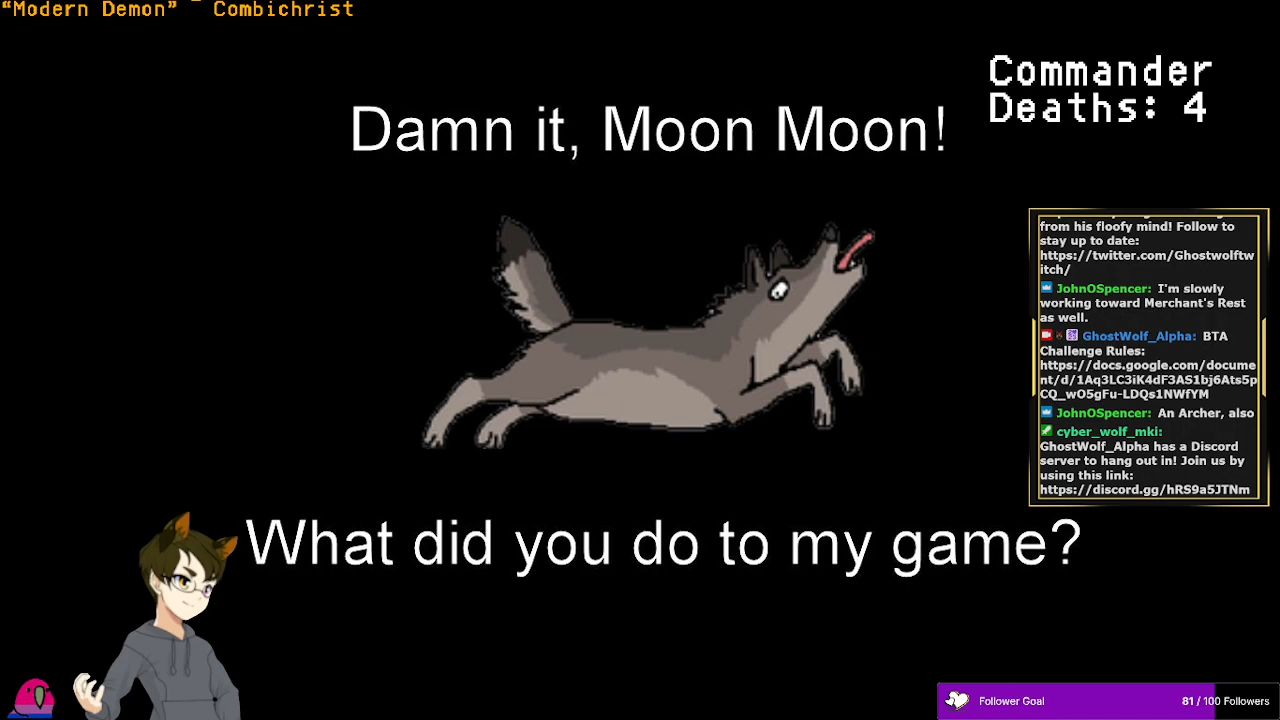 “Modern Demon” - Combichrist
Commander
Deaths: 4
Damn it, Moon Moon!
from his floofy mind! Follow to
stay up to date:
https://twitter.com/Ghostwolftw
itch/
JohnOSpencer: I'm slowly
working toward Merchant's Rest
as well.
GhostWolf_Alpha: BTA
Challenge Rules:
https://docs.google.com/docume
nt/d/1Aq3LC3iK4dF3AS1bj6Ats5p
CQ_wO5gFu-LDQs1NWfYM
JohnOSpencer: An Archer, also
cyber_wolf_mki:
GhostWolf_Alpha has a Discord
server to hang out in! Join us by
using this link:
https://discord.gg/hRS9a5JTNm
What did you do to my game?
Follower Goal
81 / 100 Followers